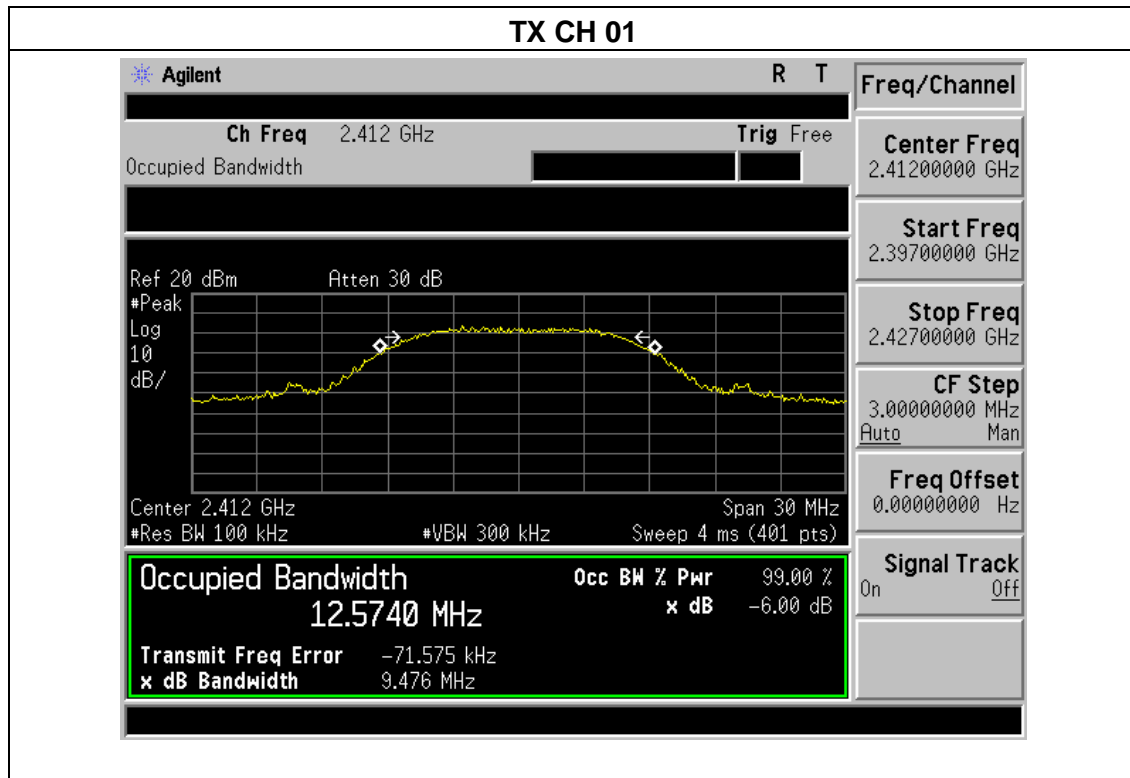 TX CH 01
Agilent R T
Ch Freq 2.412 GHz Trig Free
Occupied Bandwidth
Ref 20 dBm Atten 30 dB
#Peak
Log
10
dB/
Center 2.412 GHz Span 30 MHz
#Res BW 100 kHz #VBW 300 kHz Sweep 4 ms (401 pts)
Occupied Bandwidth Occ BW % Pwr 99.00 %
12.5740 MHz x dB -6.00 dB
Transmit Freq Error -71.575 kHz
x dB Bandwidth 9.476 MHz
Freq/Channel
Center Freq
2.41200000 GHz
Start Freq
2.39700000 GHz
Stop Freq
2.42700000 GHz
CF Step
3.00000000 MHz
Auto Man
Freq Offset
0.00000000 Hz
Signal Track
On Off